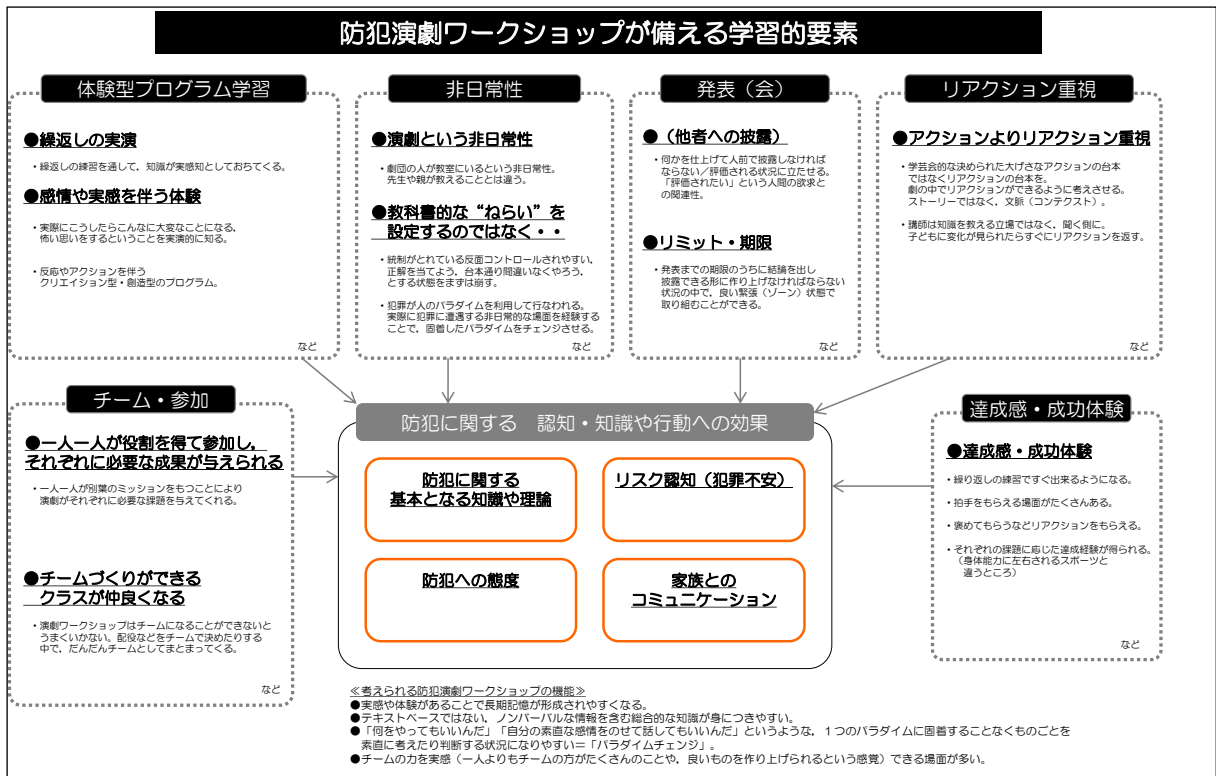 防犯演劇ワークショップが備える学習的要素
体験型プログラム学習
●繰返しの実演
・繰返しの練習を通して，知識が実感知としておちてくる。
●感情や実感を伴う体験
・実際にこうしたらこんなに大変なことになる，
怖い思いをするということを実演的に知る。
・反応やアクションを伴う
クリエイション型・創造型のプログラム。
など
非日常性
●演劇という非日常性
・劇団の人が教室にいるという非日常性。
先生や親が教えることとは違う。
●教科書的な“ねらい”を
設定するのではなく・・
・統制がとれている反面コントロールされやすい，
正解を当てよう，台本通り間違いなくやろう，
とする状態をまずは崩す。
・犯罪が人のパラダイムを利用して行なわれる。
実際に犯罪に遭遇する非日常的な場面を経験する
ことで，固着したパラダイムをチェンジさせる。
など
発表（会）
●（他者への披露）
・何かを仕上げて人前で披露しなければ
ならない／評価される状況に立たせる。
「評価されたい」という人間の欲求と
の関連性。
●リミット・期限
・発表までの期限のうちに結論を出し
披露できる形に作り上げなければならない
状況の中で，良い緊張（ゾーン）状態で
取り組むことができる。
など
リアクション重視
●アクションよりリアクション重視
・学芸会的な決められた大げさなアクションの台本
ではなくリアクションの台本を。
劇の中でリアクションができるように考えさせる。
ストーリーではなく，文脈（コンテクスト）。
・講師は知識を教える立場ではなく，聞く側に。
子どもに変化が見られたらすぐにリアクションを返す。
など
チーム・参加
●一人一人が役割を得て参加し，
それぞれに必要な成果が与えられる
・一人一人が別葉のミッションをもつことにより
演劇がそれぞれに必要な課題を与えてくれる。
●チームづくりができる
クラスが仲良くなる
・演劇ワークショップはチームになることができないと
うまくいかない。配役などをチームで決めたりする
中で，だんだんチームとしてまとまってくる。
など
防犯に関する　認知・知識や行動への効果
防犯に関する
基本となる知識や理論
リスク認知（犯罪不安）
防犯への態度
家族との
コミュニケーション
達成感・成功体験
●達成感・成功体験
・繰り返しの練習ですぐ出来るようになる。
・拍手をもらえる場面がたくさんある。
・褒めてもらうなどリアクションをもらえる。
・それぞれの課題に応じた達成経験が得られる。
（身体能力に左右されるスポーツと
違うところ）
など
≪考えられる防犯演劇ワークショップの機能≫
●実感や体験があることで長期記憶が形成されやすくなる。
●テキストベースではない，ノンバーバルな情報を含む総合的な知識が身につきやすい。
●「何をやってもいいんだ」「自分の素直な感情をのせて話してもいいんだ」というような，１つのパラダイムに固着することなくものごとを
素直に考えたり判断する状況になりやすい＝「パラダイムチェンジ」。
●チームの力を実感（一人よりもチームの方がたくさんのことや，良いものを作り上げられるという感覚）できる場面が多い。